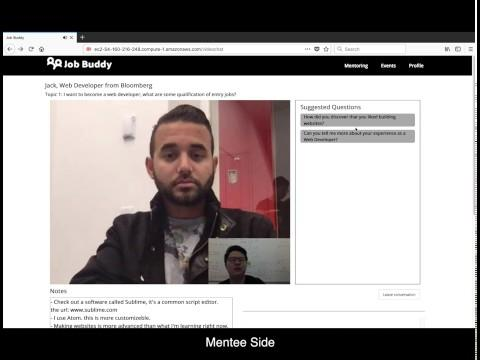 Job Buddy
ec2-54-160-216-248.compute-1.amazonaws.com/videochat
Search
Job Buddy
Mentoring
Events
Profile
Jack, Web Developer from Bloomberg
Topic 1: I want to become a web developer, what are some qualification of entry jobs?
Suggested Questions
How did you discover that you liked building
websites?
Can you tell me more about your experience as a
Web Developer?
Leave conversation
Notes
- Check out a software called Sublime, it's a common script editor.
the url: www.sublime.com
- I use Atom. this is more customizeble.
- Making websites is more advanced than what I'm learning right now.
Mentee Side